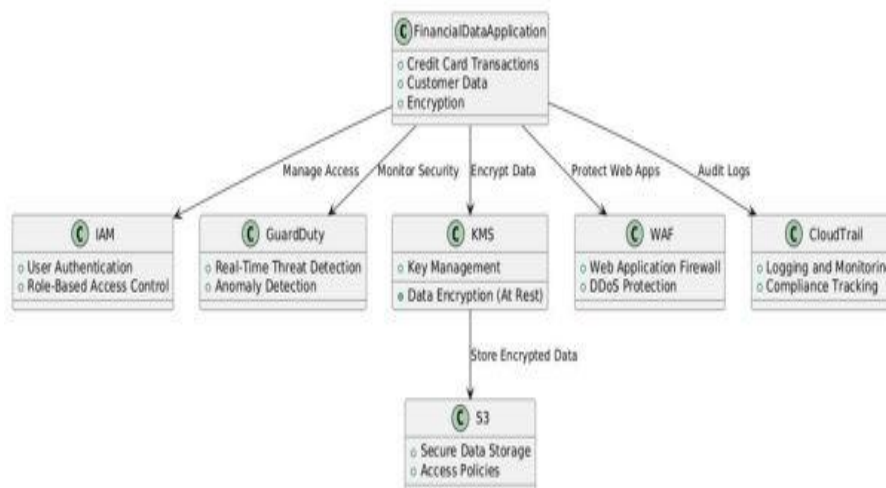 C FinancialDataApplication
Credit Card Transactions
Customer Data
Encryption
Manage Access
Monitor Security
Encrypt Data
Protect Web Apps
Audit Logs
C IAM
User Authentication
Role-Based Access Control
C GuardDuty
Real-Time Threat Detection
Anomaly Detection
C KMS
Key Management
Data Encryption (At Rest)
C WAF
Web Application Firewall
DDoS Protection
C CloudTrail
Logging and Monitorin
Compliance Tracking
Store Encrypted Data
C S3
Secure Data Storage
Access Policies